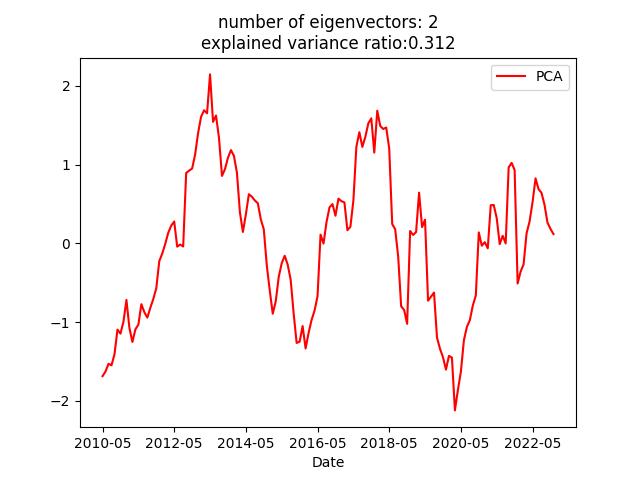 number of eigenvectors: 2
explained variance ratio:0.312
PCA
2
1
0
−1
−2
2010-05 2012-05 2014-05 2016-05 2018-05 2020-05 2022-05
Date